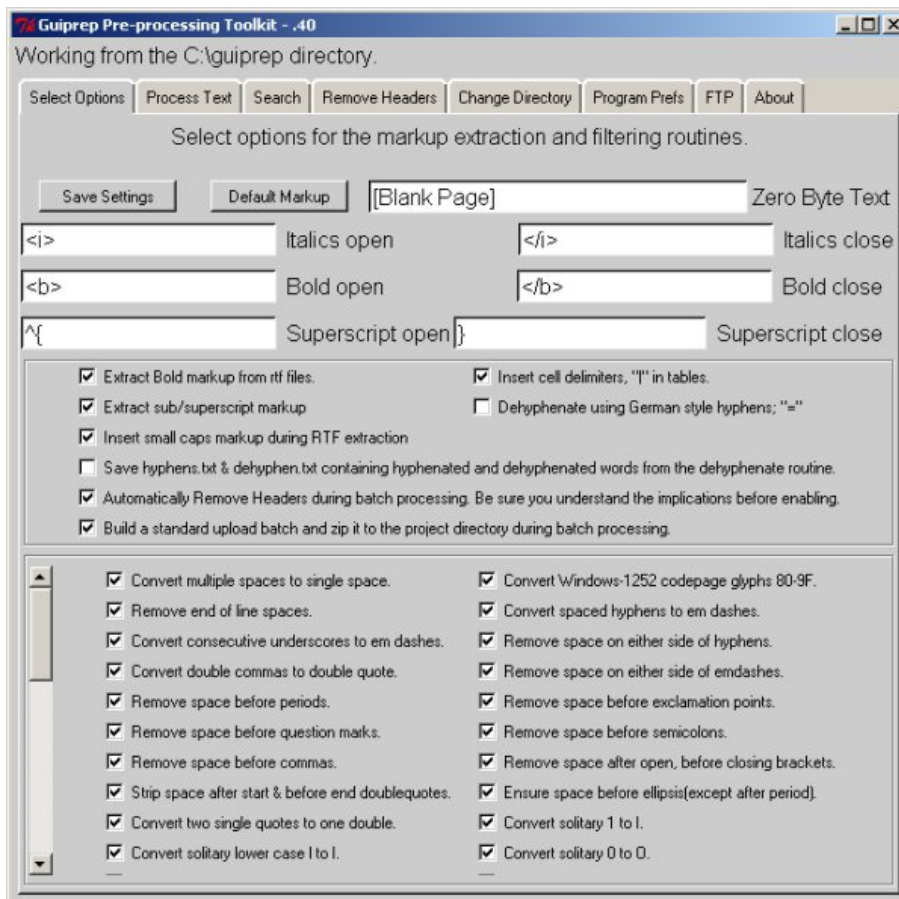 Guiprep Pre-processing Toolkit - .40
Working from the C:\guiprep directory.
Select Options Process Text Search Remove Headers Change Directory Program Prefs FTP About
Select options for the markup extraction and filtering routines.
Save Settings Default Markup [Blank Page] Zero Byte Text
<i> Italics open </i> Italics close
<b> Bold open </b> Bold close
^{ Superscript open } Superscript close
Extract Bold markup from rtf files. Insert cell delimiters, "|" in tables.
Extract sub/superscript markup Dehyphenate using German style hyphens; "="
Insert small caps markup during RTF extraction
Save hyphens.txt & dehyphen.txt containing hyphenated and dehyphenated words from the dehyphenate routine.
Automatically Remove Headers during batch processing. Be sure you understand the implications before enabling.
Build a standard upload batch and zip it to the project directory during batch processing.
Convert multiple spaces to single space. Convert Windows-1252 codepage glyphs 80-9F.
Remove end of line spaces. Convert spaced hyphens to em dashes.
Convert consecutive underscores to em dashes. Remove space on either side of hyphens.
Convert double commas to double quote. Remove space on either side of emdashes.
Remove space before periods. Remove space before exclamation points.
Remove space before question marks. Remove space before semicolons.
Remove space before commas. Remove space after open, before closing brackets.
Strip space after start & before end doublequotes. Ensure space before ellipsis(except after period).
Convert two single quotes to one double. Convert solitary 1 to I.
Convert solitary lower case l to I. Convert solitary 0 to O.